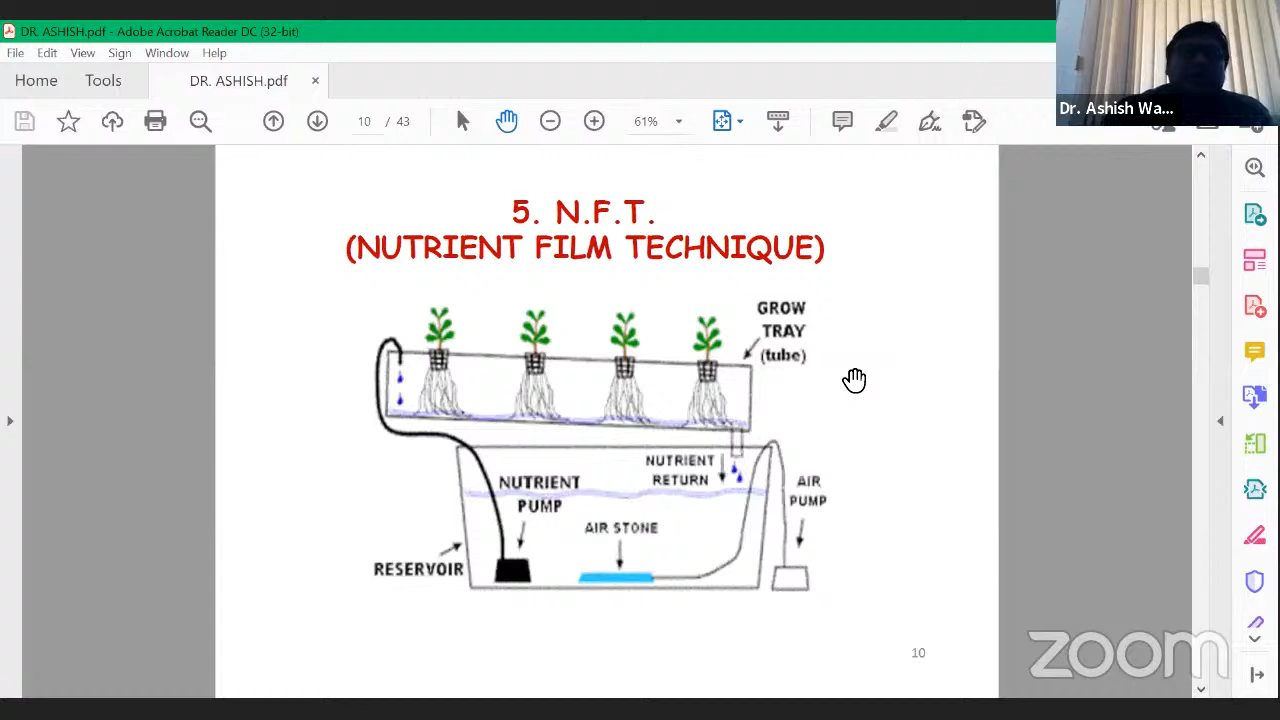 DR. ASHISH.pdf - Adobe Acrobat Reader DC (32-bit)
File Edit View Sign Window Help
Home Tools DR. ASHISH.pdf ×
10 / 43 61%
Dr. Ashish Wa...
5. N.F.T.
(NUTRIENT FILM TECHNIQUE)
GROW
TRAY
(tube)
NUTRIENT
RETURN
NUTRIENT
PUMP
AIR
PUMP
AIR STONE
RESERVOIR
10
zoom